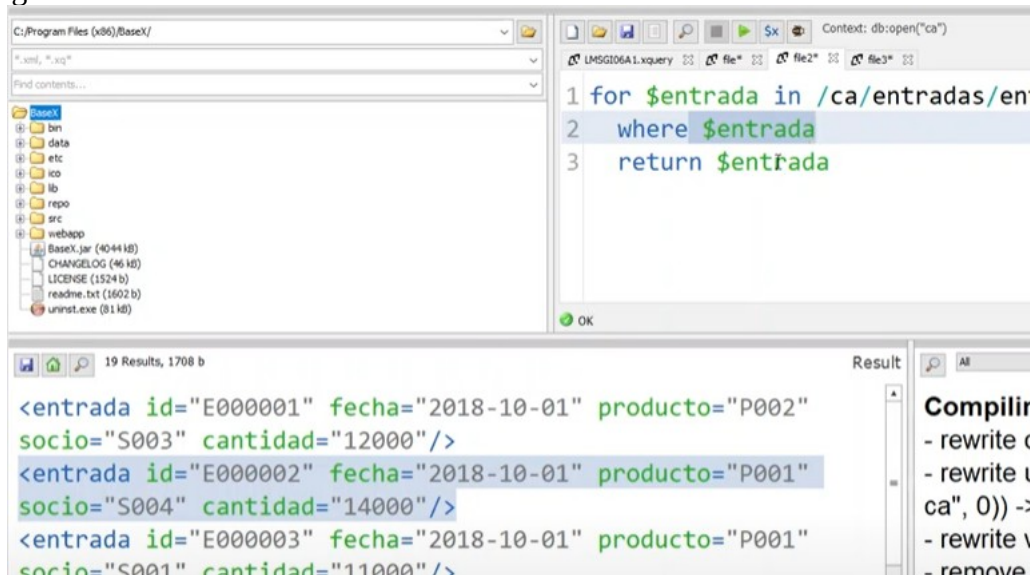 C:/Program Files (x86)/BaseX/
*.xml, *.xq*
Find contents...
BaseX
bin
data
etc
ico
lib
repo
src
webapp
BaseX.jar (4044 kB)
CHANGELOG (46 kB)
LICENSE (1524 b)
readme.txt (1602 b)
uninst.exe (81 kB)
$x Context: db:open("ca")
LMSGI06A1.xquery file* file2* file3*
1 for $entrada in /ca/entradas/ent
2 where $entrada
3 return $entrada
OK
19 Results, 1708 b Result
<entrada id="E000001" fecha="2018-10-01" producto="P002"
socio="S003" cantidad="12000"/>
<entrada id="E000002" fecha="2018-10-01" producto="P001"
socio="S004" cantidad="14000"/>
<entrada id="E000003" fecha="2018-10-01" producto="P001"
socio="S001" cantidad="11000"/>
All
Compilin
- rewrite
- rewrite u
ca", 0)) ->
- rewrite v
- remove